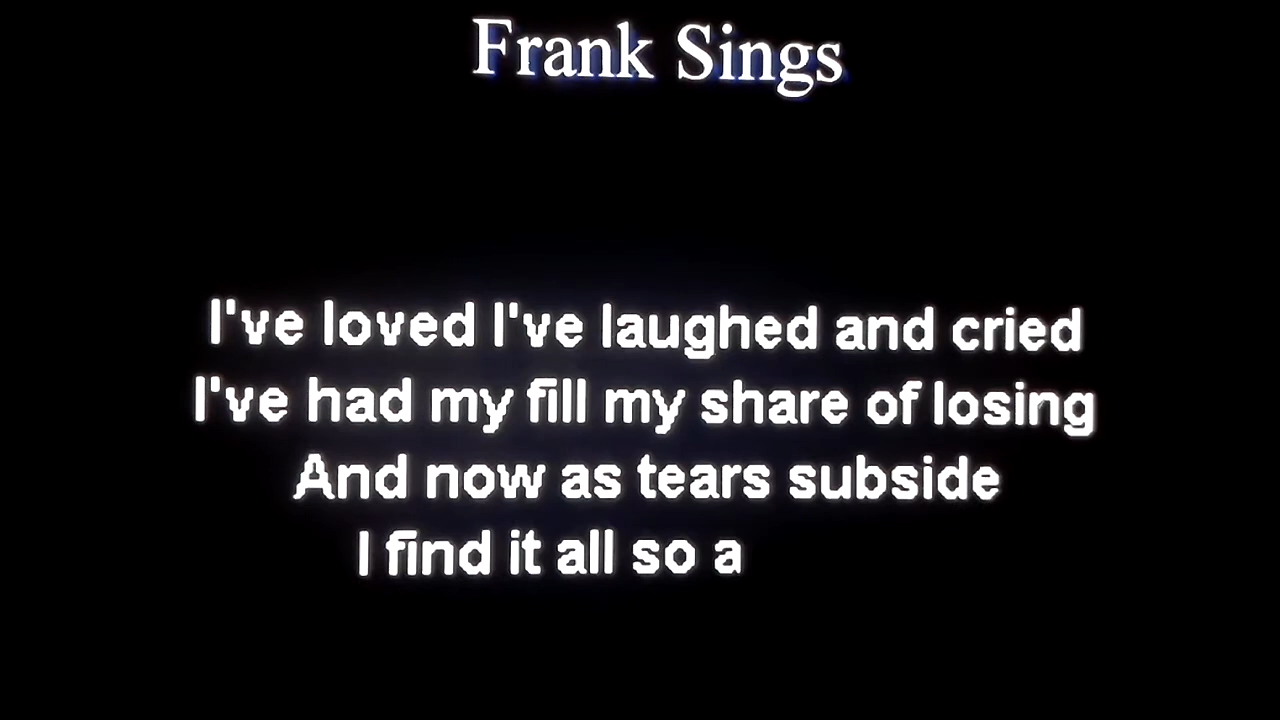 Frank Sings
I've loved I've laughed and cried
I've had my fill my share of losing
And now as tears subside
I find it all so a